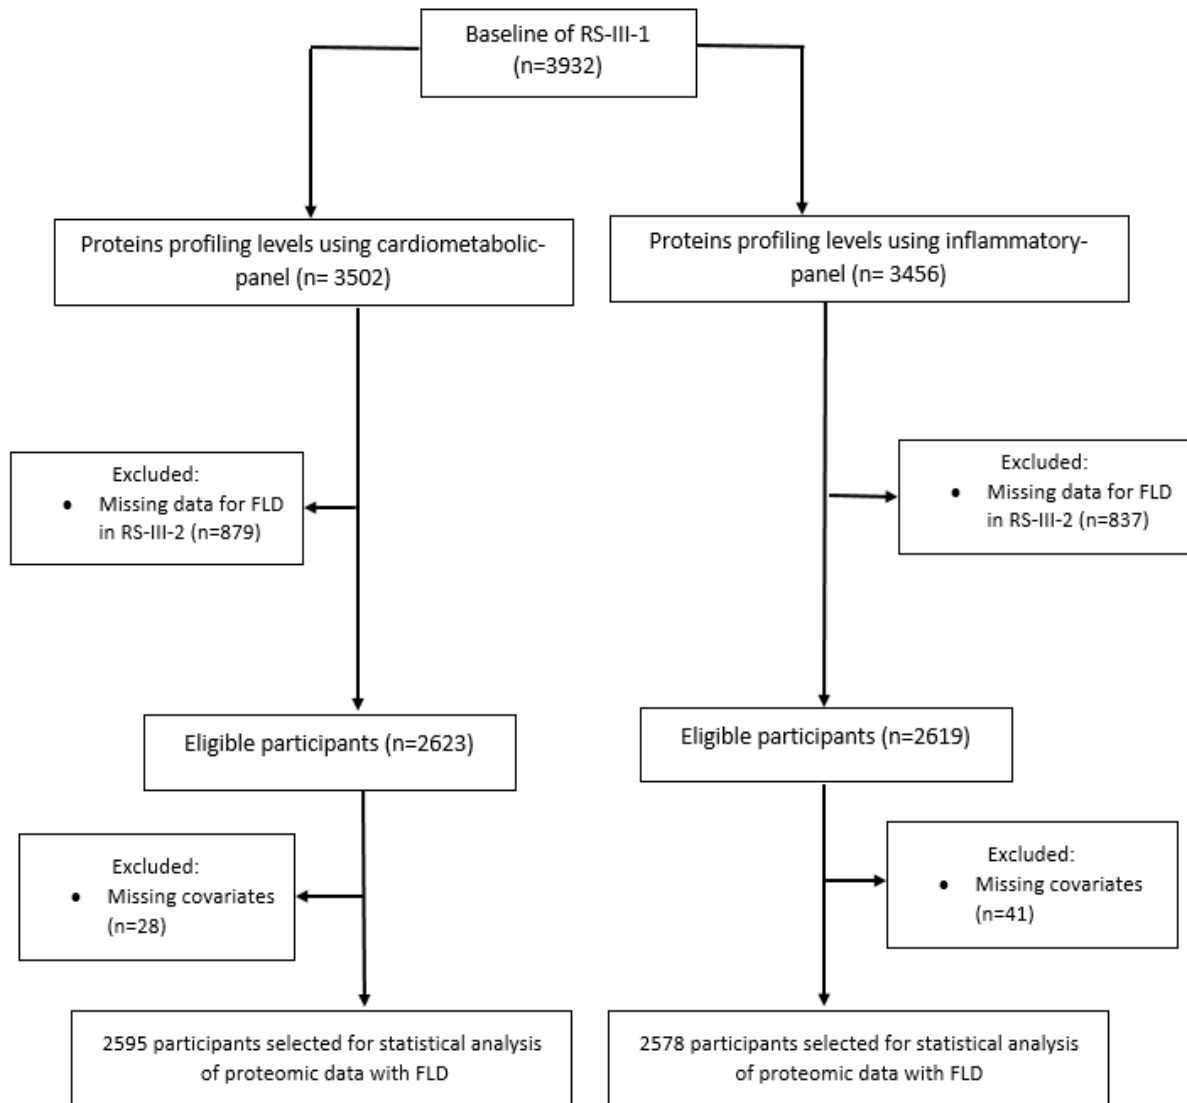 Baseline of RS-III-1
(n=3932)
Proteins profiling levels using cardiometabolic-
panel (n= 3502)
Proteins profiling levels using inflammatory-
panel (n= 3456)
Excluded:
• Missing data for FLD
in RS-III-2 (n=879)
Excluded:
• Missing data for FLD
in RS-III-2 (n=837)
Eligible participants (n=2623)
Eligible participants (n=2619)
Excluded:
• Missing covariates
(n=28)
Excluded:
• Missing covariates
(n=41)
2595 participants selected for statistical analysis
of proteomic data with FLD
2578 participants selected for statistical analysis
of proteomic data with FLD